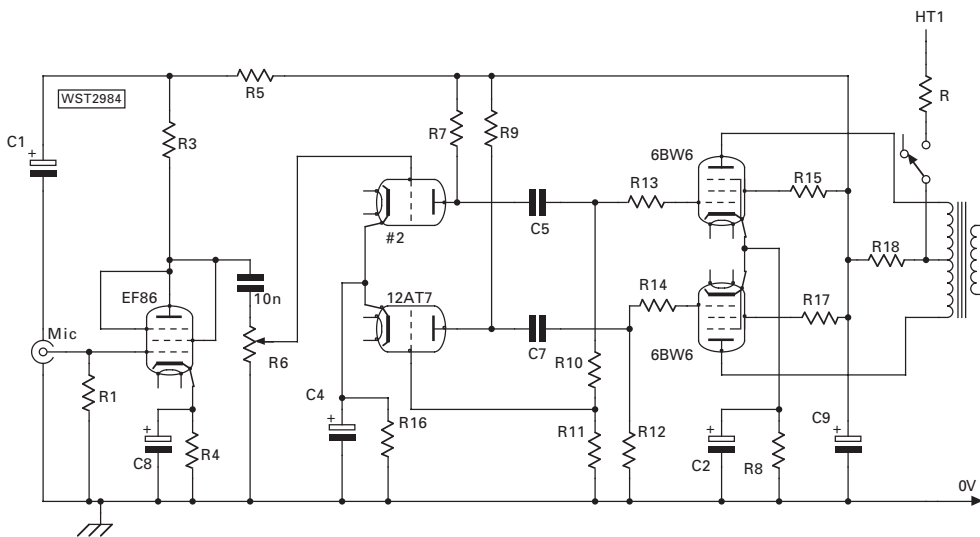 HT1
WST2984
R5
R
C1
R3
R7
R9
6BW6
R15
R13
#2
C5
R18
EF86
10n
12AT7
R14
R17
Mic
R6
C7
6BW6
R1
C4
R10
R16
R11
R12
C9
C8
R4
C2
R8
0V